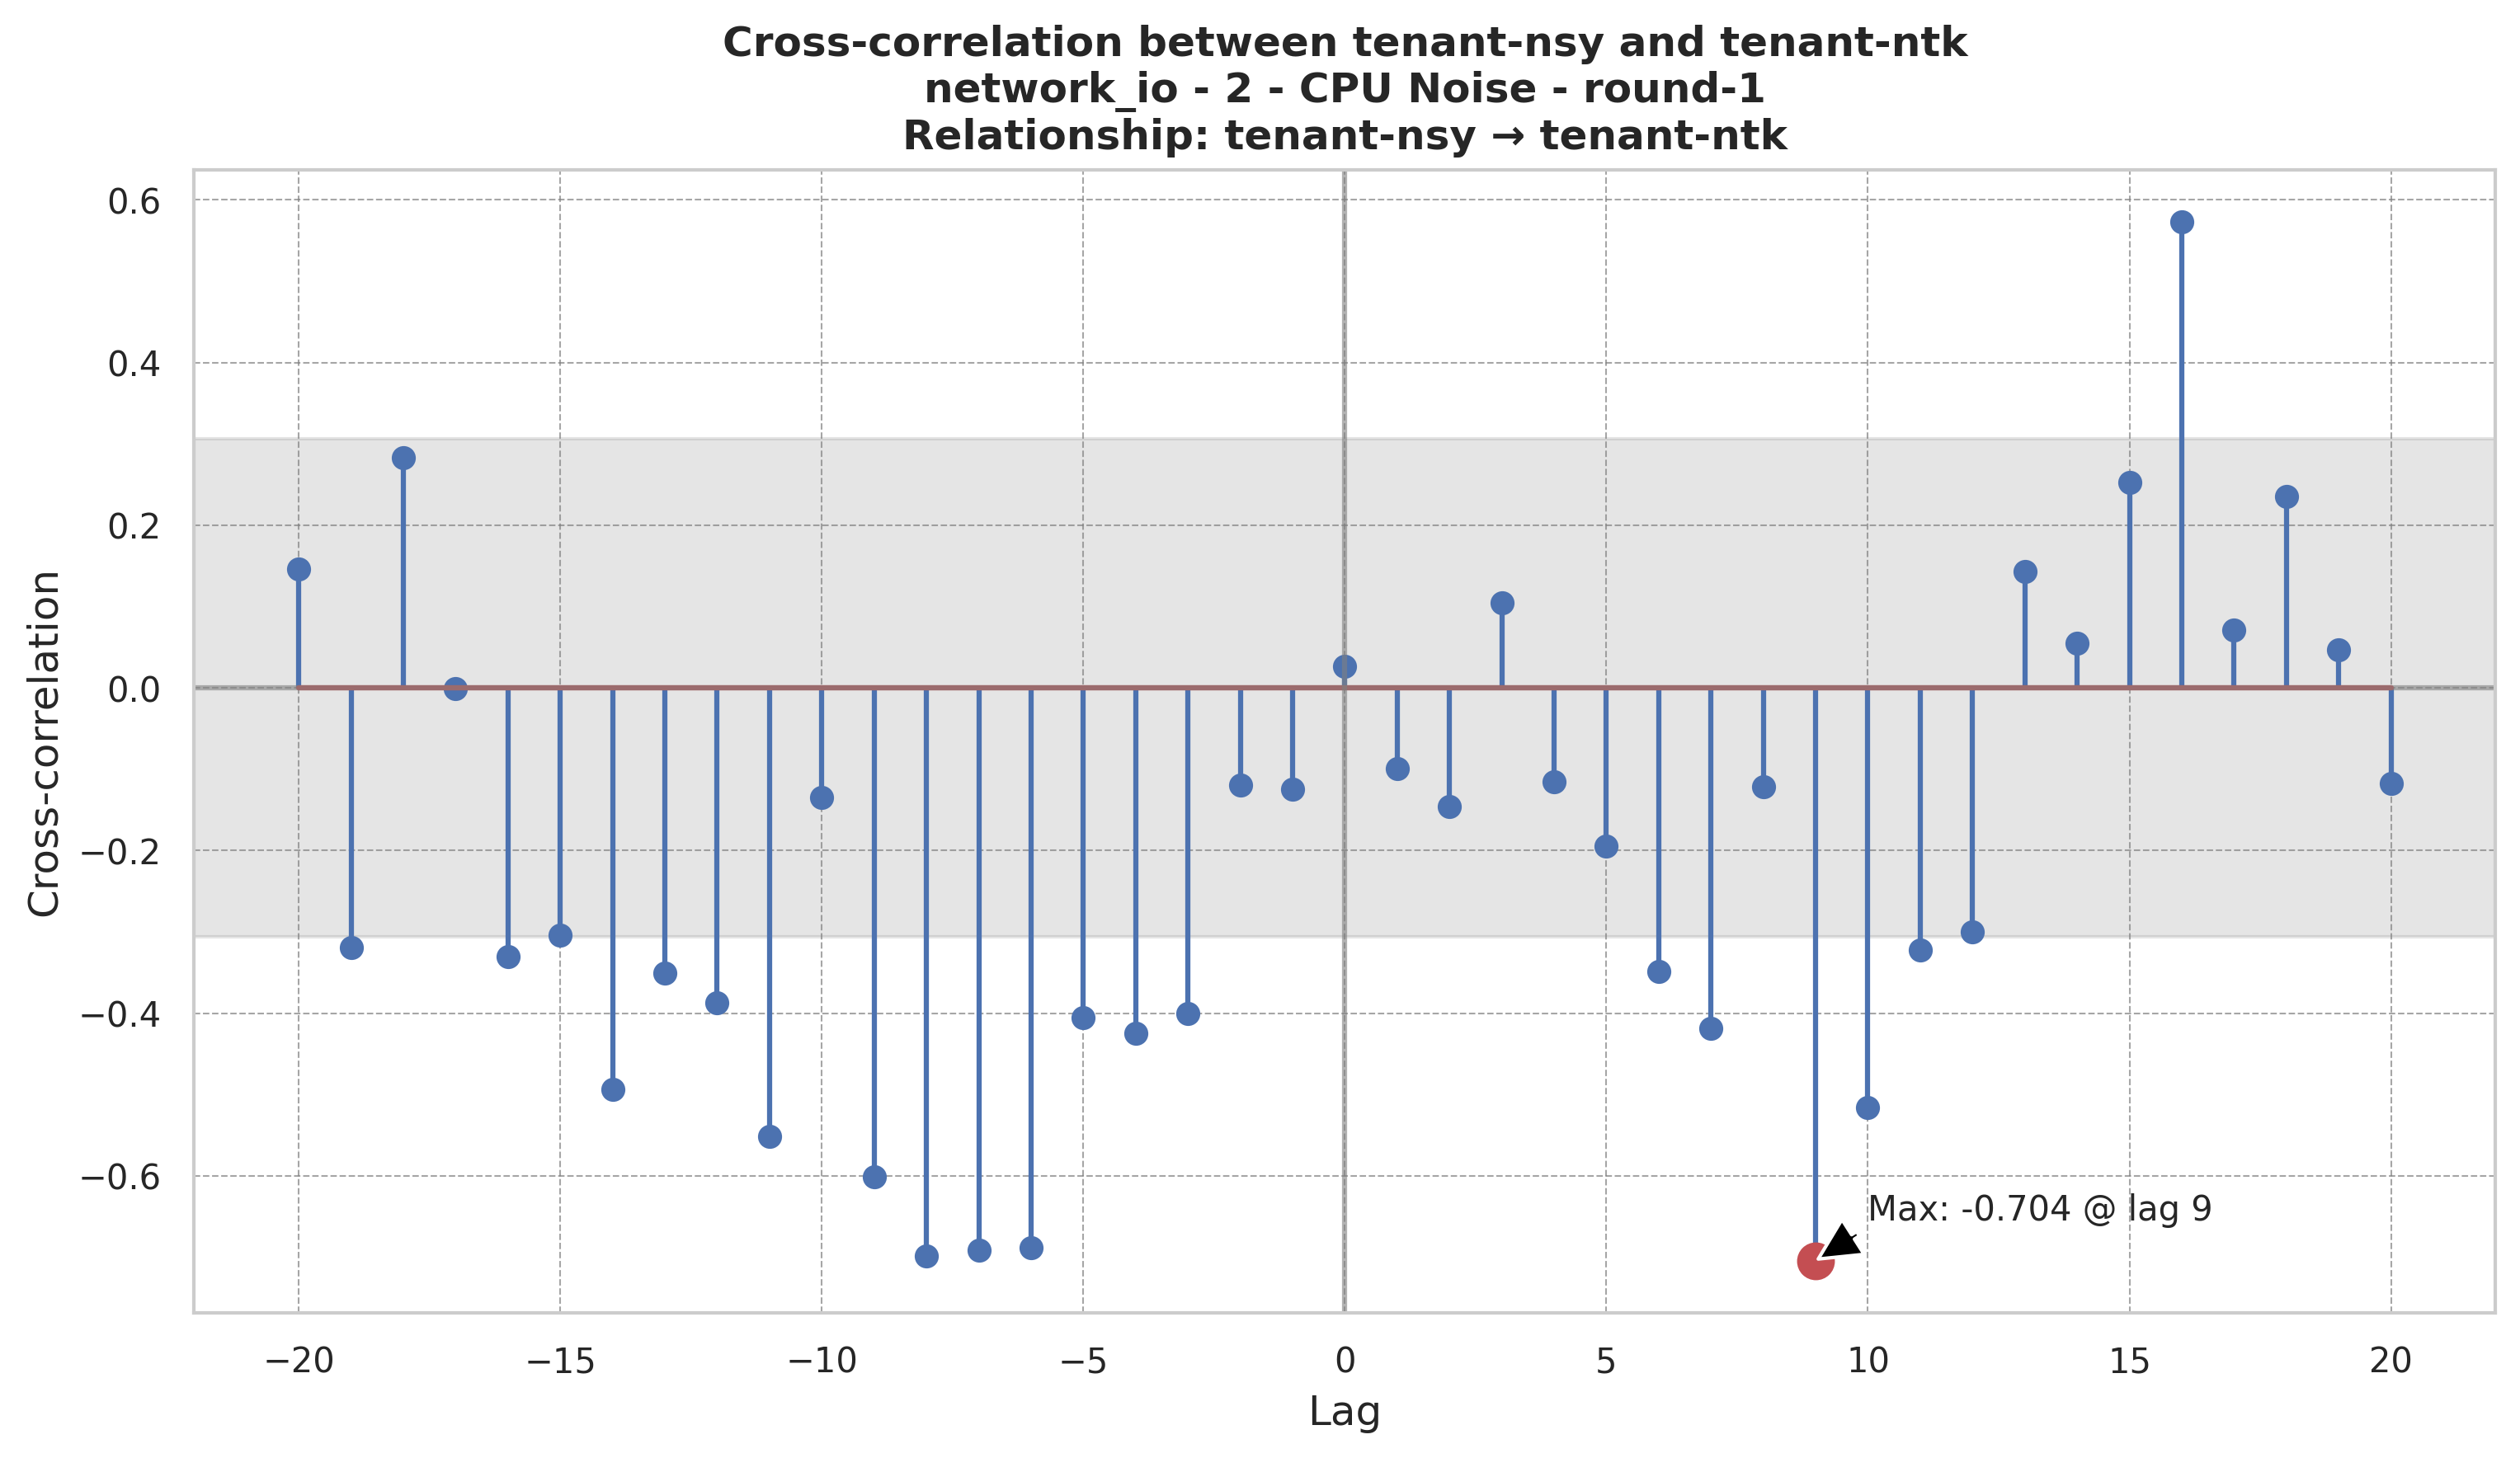 Cross-correlation between tenant-nsy and tenant-ntk
network_io - 2 - CPU Noise - round-1
Relationship: tenant-nsy → tenant-ntk
0.6
0.4
0.2
0.0
−0.2
−0.4
−0.6
Cross-correlation
Max: -0.704 @ lag 9
−20 −15 −10 −5 0 5 10 15 20
Lag